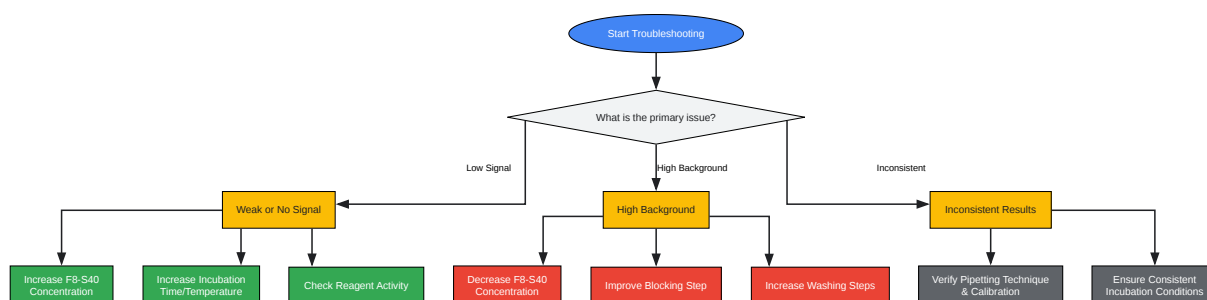 Start Troubleshooting
What is the primary issue?
Low Signal
High Background
Inconsistent
Weak or No Signal
High Background
Inconsistent Results
Increase F8-S40
Concentration
Increase Incubation
Time/Temperature
Check Reagent Activity
Decrease F8-S40
Concentration
Improve Blocking Step
Increase Washing Steps
Verify Pipetting Technique
& Calibration
Ensure Consistent
Incubation Conditions